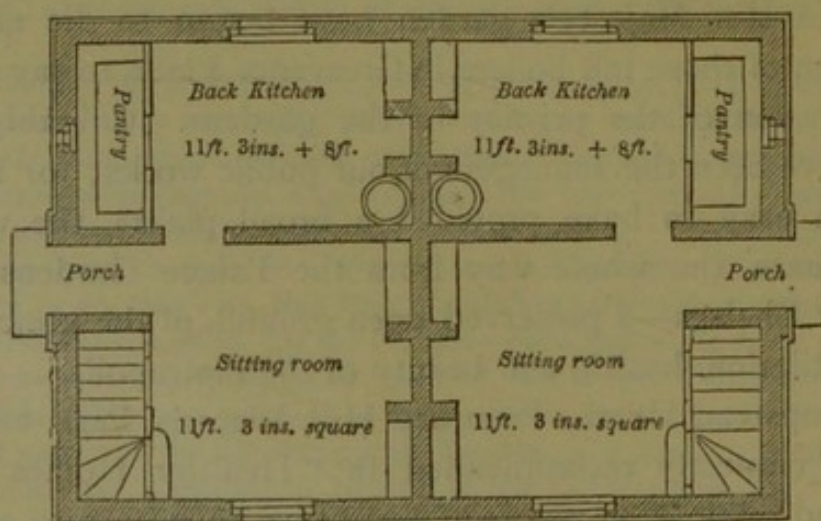 Back Kitchen
11ft. 3ins. + 8ft.
Pantry
Back Kitchen
11ft. 3ins. + 8ft.
Pantry
Porch
Porch
Sitting room
11ft. 3 ins. square
Sitting room
11ft. 3 ins. square